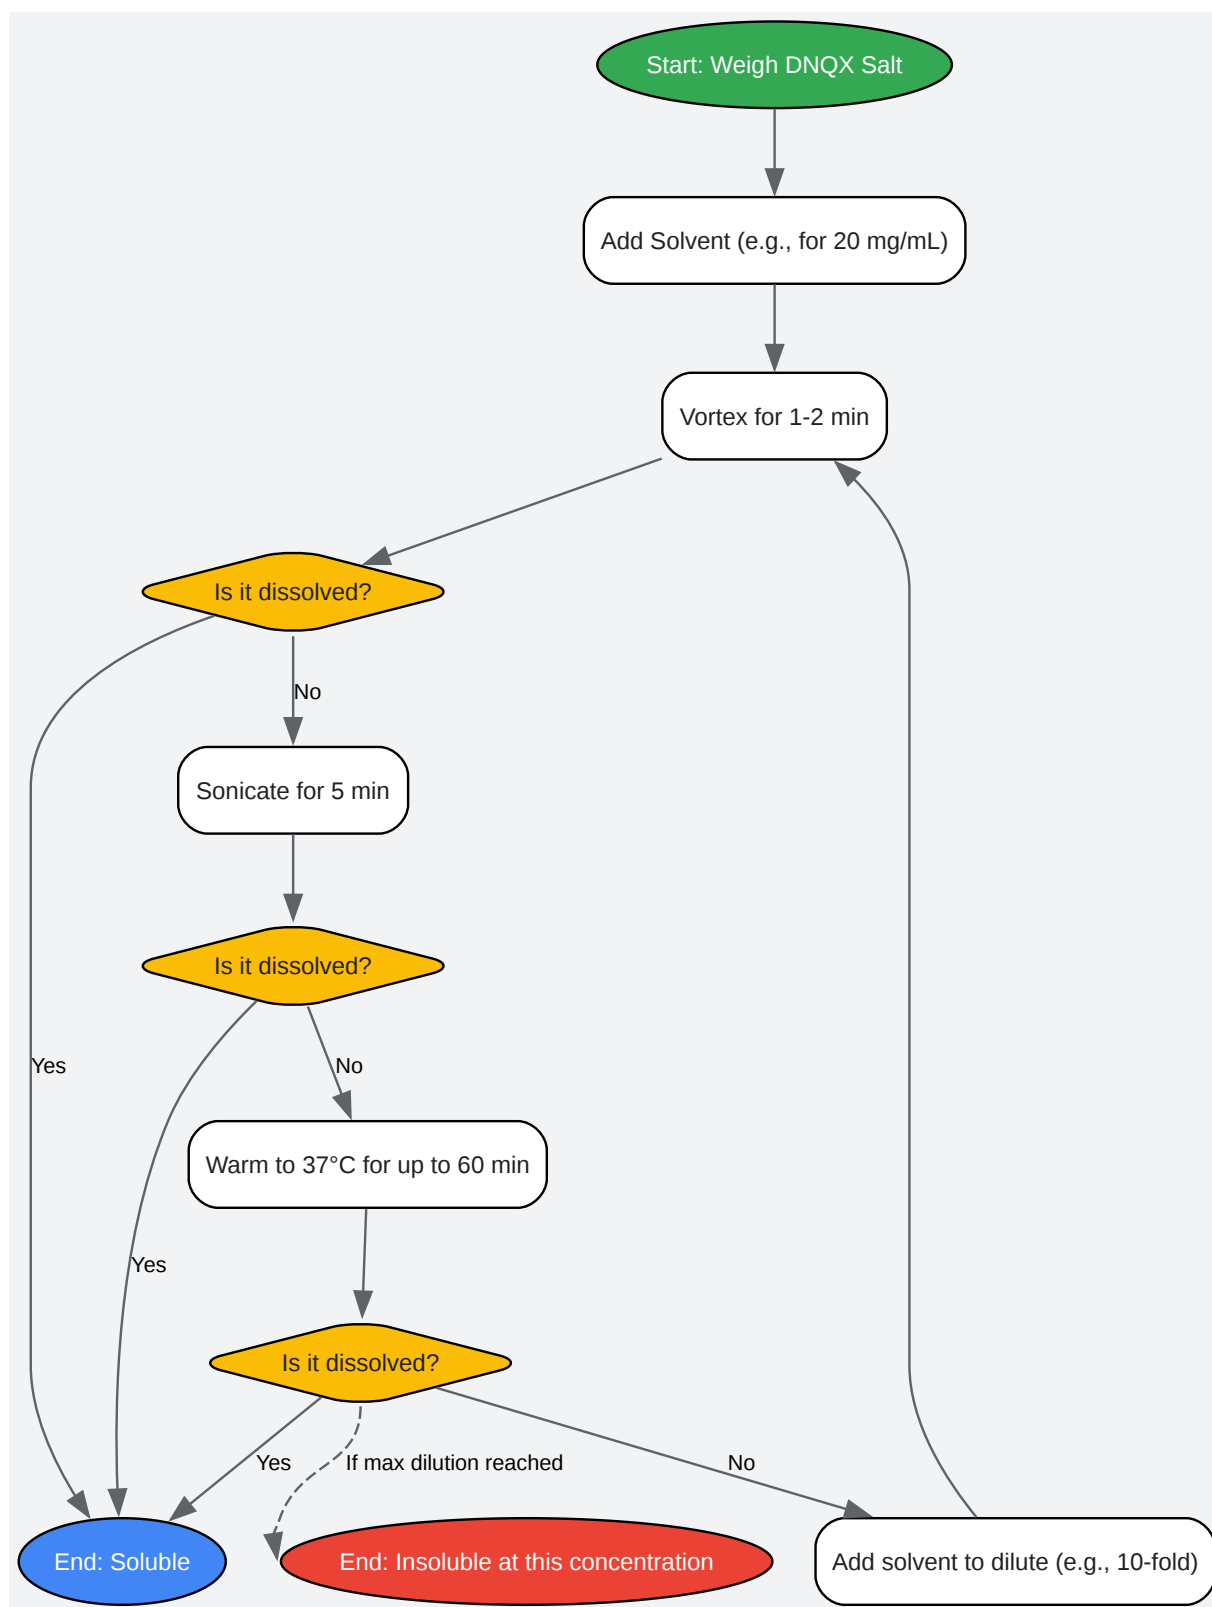 Start: Weigh DNQX Salt
Add Solvent (e.g., for 20 mg/mL)
Vortex for 1-2 min
Is it dissolved?
No
Sonicate for 5 min
Is it dissolved?
Yes
No
Warm to 37°C for up to 60 min
Yes
Is it dissolved?
Yes
If max dilution reached
No
End: Soluble
End: Insoluble at this concentration
Add solvent to dilute (e.g., 10-fold)